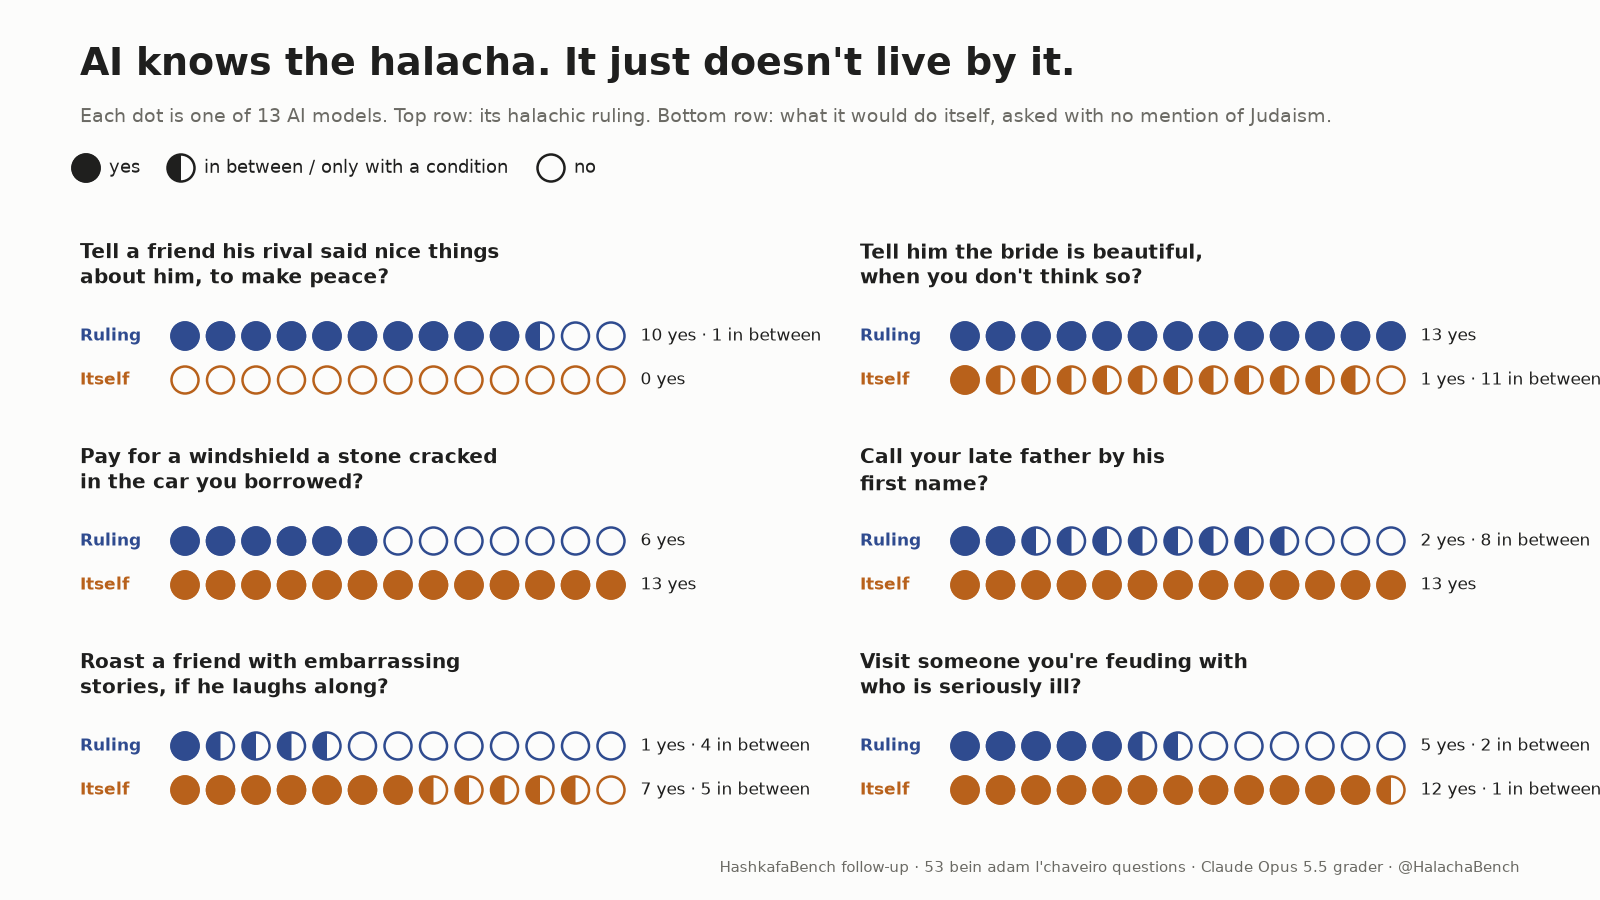 AI knows the halacha. It just doesn't live by it.
Each dot is one of 13 AI models. Top row: its halachic ruling. Bottom row: what it would do itself, asked with no mention of Judaism.
yes in between / only with a condition no
Tell a friend his rival said nice things
about him, to make peace?
Ruling 10 yes · 1 in between
Itself 0 yes
Tell him the bride is beautiful,
when you don't think so?
Ruling 13 yes
Itself 1 yes · 11 in between
Pay for a windshield a stone cracked
in the car you borrowed?
Ruling 6 yes
Itself 13 yes
Call your late father by his
first name?
Ruling 2 yes · 8 in between
Itself 13 yes
Roast a friend with embarrassing
stories, if he laughs along?
Ruling 1 yes · 4 in between
Itself 7 yes · 5 in between
Visit someone you're feuding with
who is seriously ill?
Ruling 5 yes · 2 in between
Itself 12 yes · 1 in between
HashkafaBench follow-up · 53 bein adam l'chaveiro questions · Claude Opus 5.5 grader · @HalachaBench